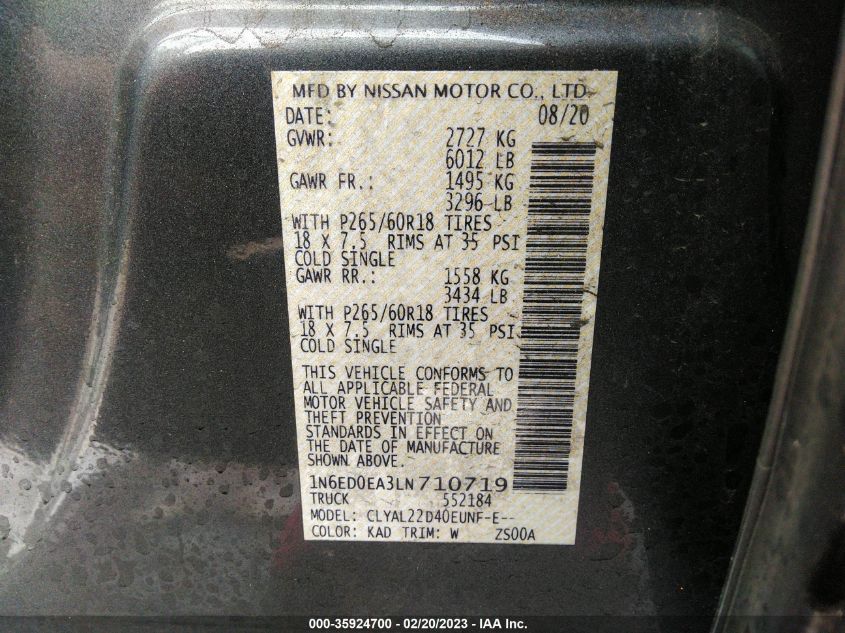 MFD BY NISSAN MOTOR CO., LTD.
DATE: 08/20
GVWR: 2727 KG
6012 LB
GAWR FR.: 1495 KG
3296 LB
WITH P265/60R18 TIRES
18 X 7.5 RIMS AT 35 PSI
COLD SINGLE
GAWR RR.: 1558 KG
3434 LB
WITH P265/60R18 TIRES
18 X 7.5 RIMS AT 35 PSI
COLD SINGLE
THIS VEHICLE CONFORMS TO
ALL APPLICABLE FEDERAL
MOTOR VEHICLE SAFETY AND
THEFT PREVENTION
STANDARDS IN EFFECT ON
THE DATE OF MANUFACTURE
SHOWN ABOVE.
1N6ED0EA3LN710719
TRUCK 552184
MODEL: CLYAL22D40EUNF-E--
COLOR: KAD TRIM: W ZS00A
000-35924700 - 02/20/2023 - IAA Inc.